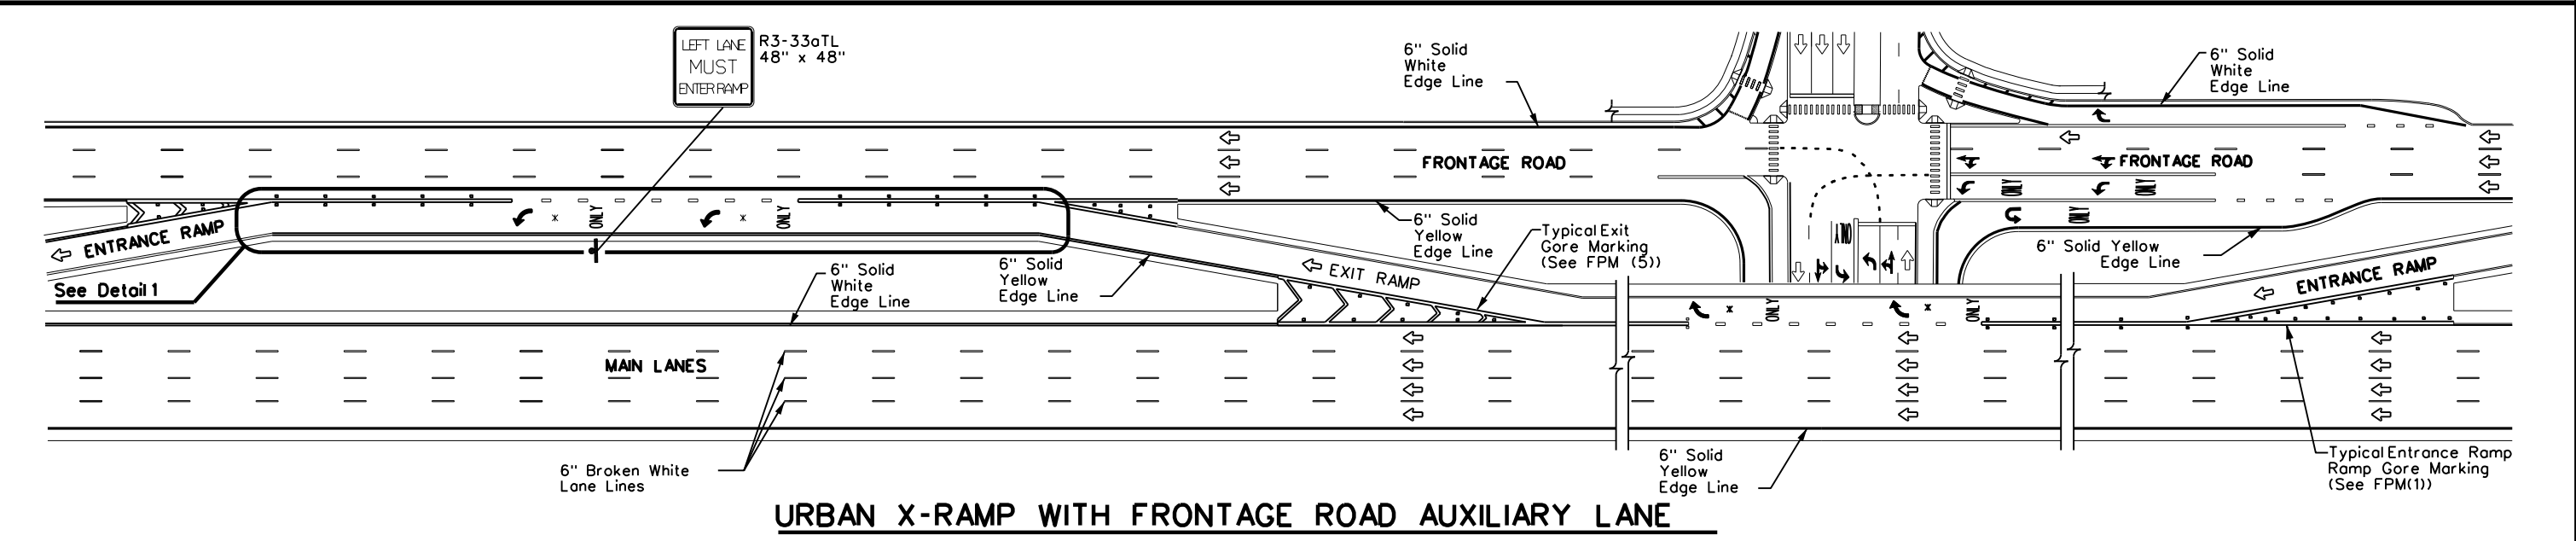 LEFT LANE
MUST
ENTER RAMP
R3-33aTL
48" x 48"
6" Solid
White
Edge Line
6" Solid
White
Edge Line
FRONTAGE ROAD
FRONTAGE ROAD
ONLY
ONLY
ONLY
ONLY
ONLY
ONLY
ENTRANCE RAMP
See Detail 1
6" Solid
White
Edge Line
6" Solid
Yellow
Edge Line
EXIT RAMP
6" Solid
Yellow
Edge Line
Typical Exit
Gore Marking
(See FPM (5))
6" Solid Yellow
Edge Line
ENTRANCE RAMP
ONLY
ONLY
MAIN LANES
6" Broken White
Lane Lines
6" Solid
Yellow
Edge Line
Typical Entrance Ramp
Ramp Gore Marking
(See FPM(1))
URBAN X-RAMP WITH FRONTAGE ROAD AUXILIARY LANE